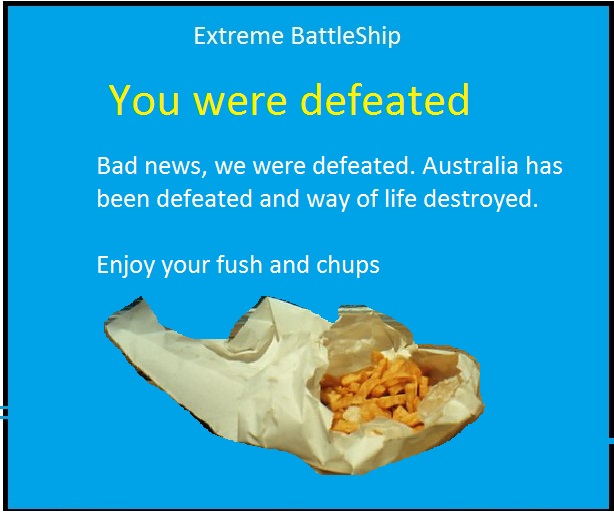 Extreme BattleShip
You were defeated
Bad news, we were defeated. Australia has
been defeated and way of life destroyed.
Enjoy your fush and chups